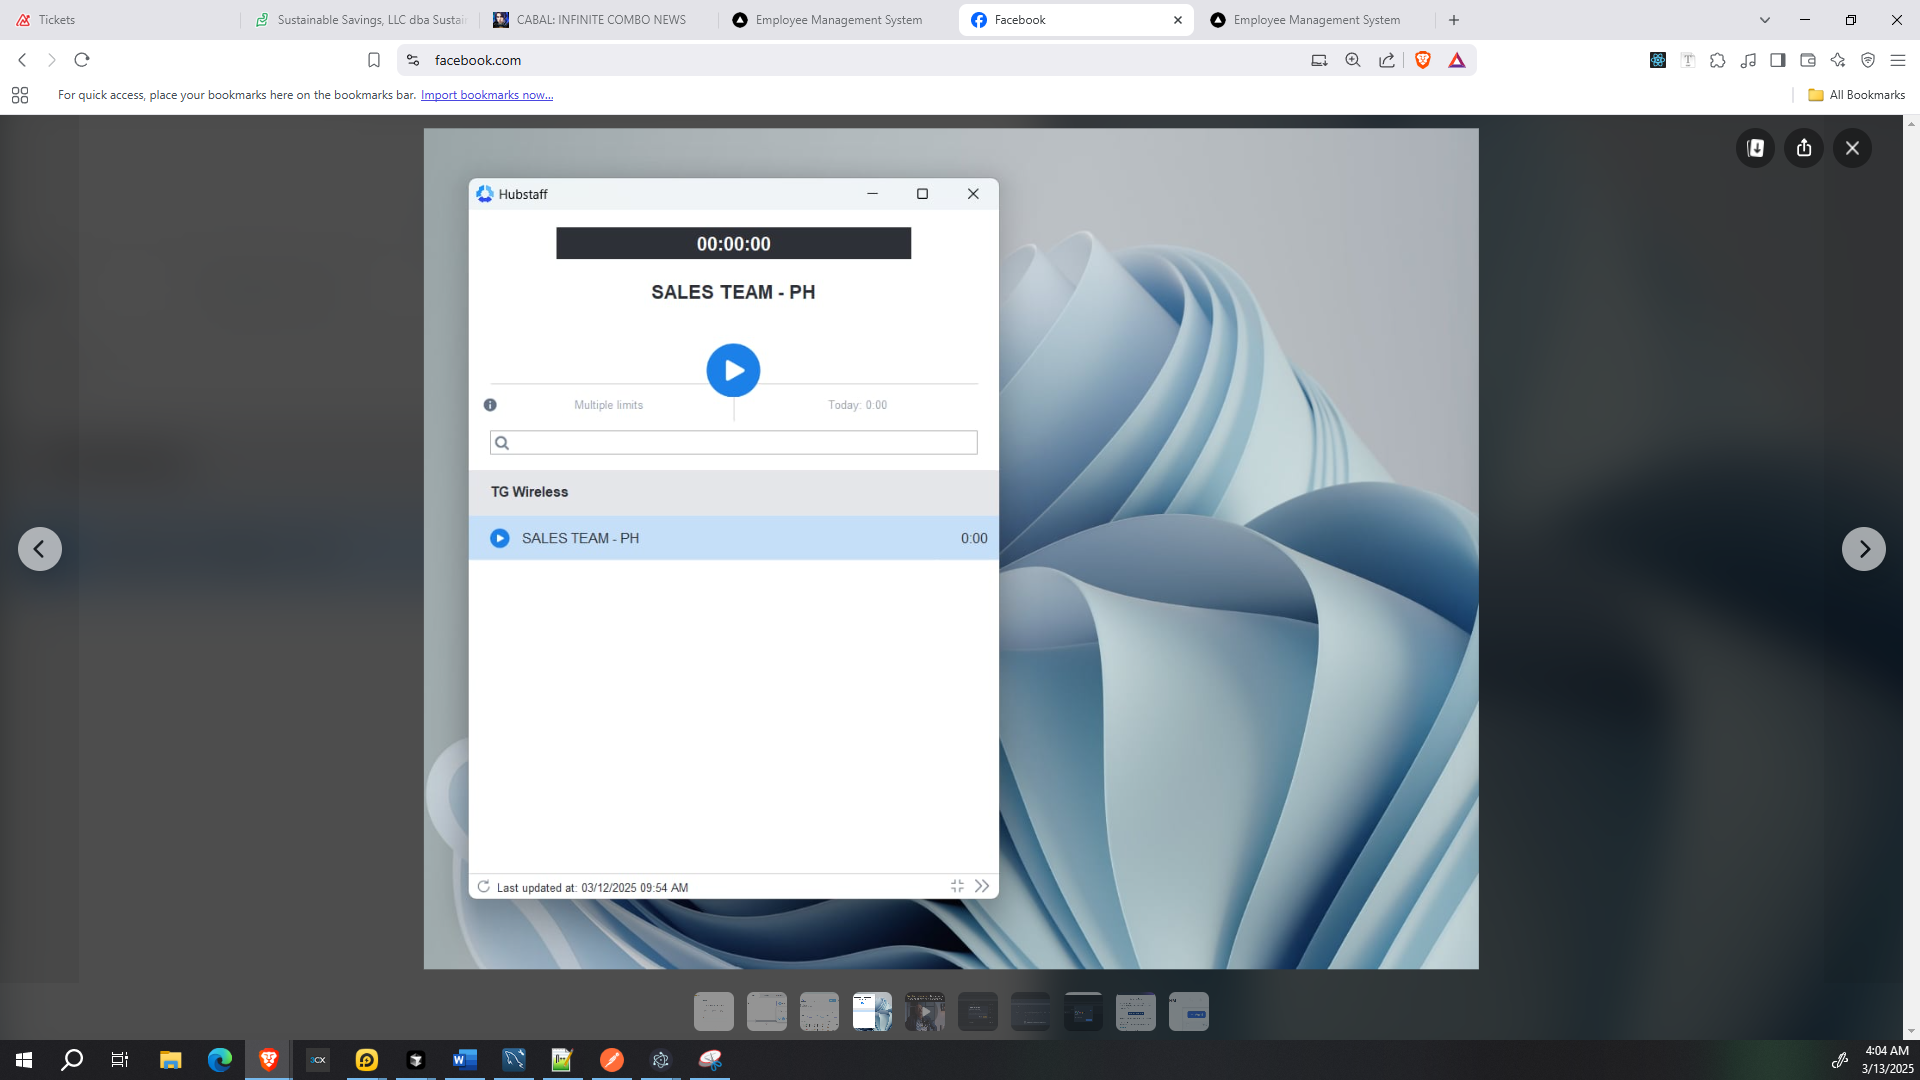 Tickets
Sustainable Savings, LLC dba Sustai
CABAL: INFINITE COMBO NEWS
Employee Management System
Facebook
Employee Management System
facebook.com
For quick access, place your bookmarks here on the bookmarks bar. Import bookmarks now...
All Bookmarks
Hubstaff
00:00:00
SALES TEAM - PH
Multiple limits
Today: 0:00
TG Wireless
SALES TEAM - PH
0:00
Last updated at: 03/12/2025 09:54 AM
3CX
4:04 AM
3/13/2025